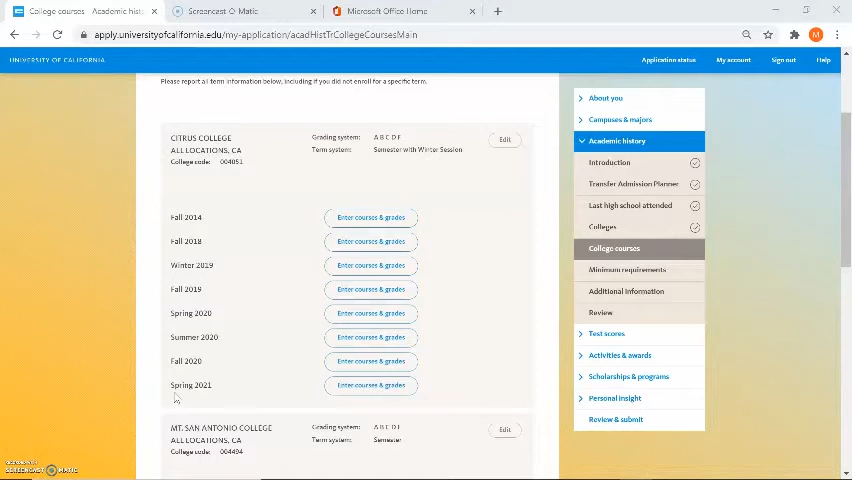 College courses - Academic hist
Screencast-O-Matic
Microsoft Office Home
apply.universityofcalifornia.edu/my-application/acadHistTrCollegeCoursesMain
M
UNIVERSITY OF CALIFORNIA
Application status
My account
Sign out
Help
Please report all term information below, including if you did not enroll for a specific term.
CITRUS COLLEGE
ALL LOCATIONS, CA
College code: 004051
Grading system: A B C D F
Term system: Semester with Winter Session
Edit
Fall 2014 Enter courses & grades
Fall 2018 Enter courses & grades
Winter 2019 Enter courses & grades
Fall 2019 Enter courses & grades
Spring 2020 Enter courses & grades
Summer 2020 Enter courses & grades
Fall 2020 Enter courses & grades
Spring 2021 Enter courses & grades
MT. SAN ANTONIO COLLEGE
ALL LOCATIONS, CA
College code: 004494
Grading system: A B C D F
Term system: Semester
Edit
About you
Campuses & majors
Academic history
Introduction
Transfer Admission Planner
Last high school attended
Colleges
College courses
Minimum requirements
Additional information
Review
Test scores
Activities & awards
Scholarships & programs
Personal insight
Review & submit
RECORDED WITH
SCREENCAST-O-MATIC